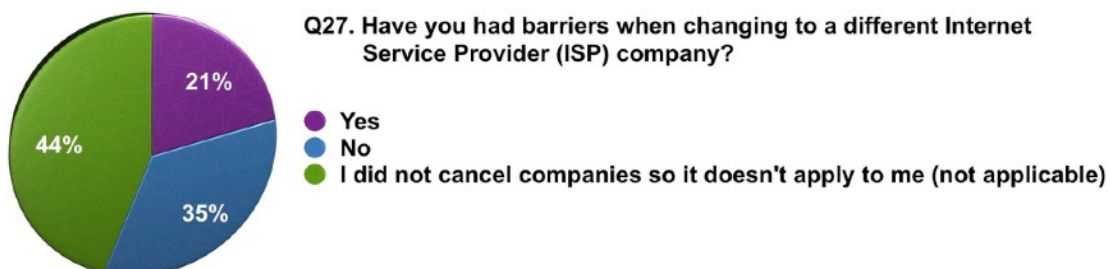 Q27. Have you had barriers when changing to a different Internet
Service Provider (ISP) company?
21%
44%
35%
Yes
No
I did not cancel companies so it doesn't apply to me (not applicable)